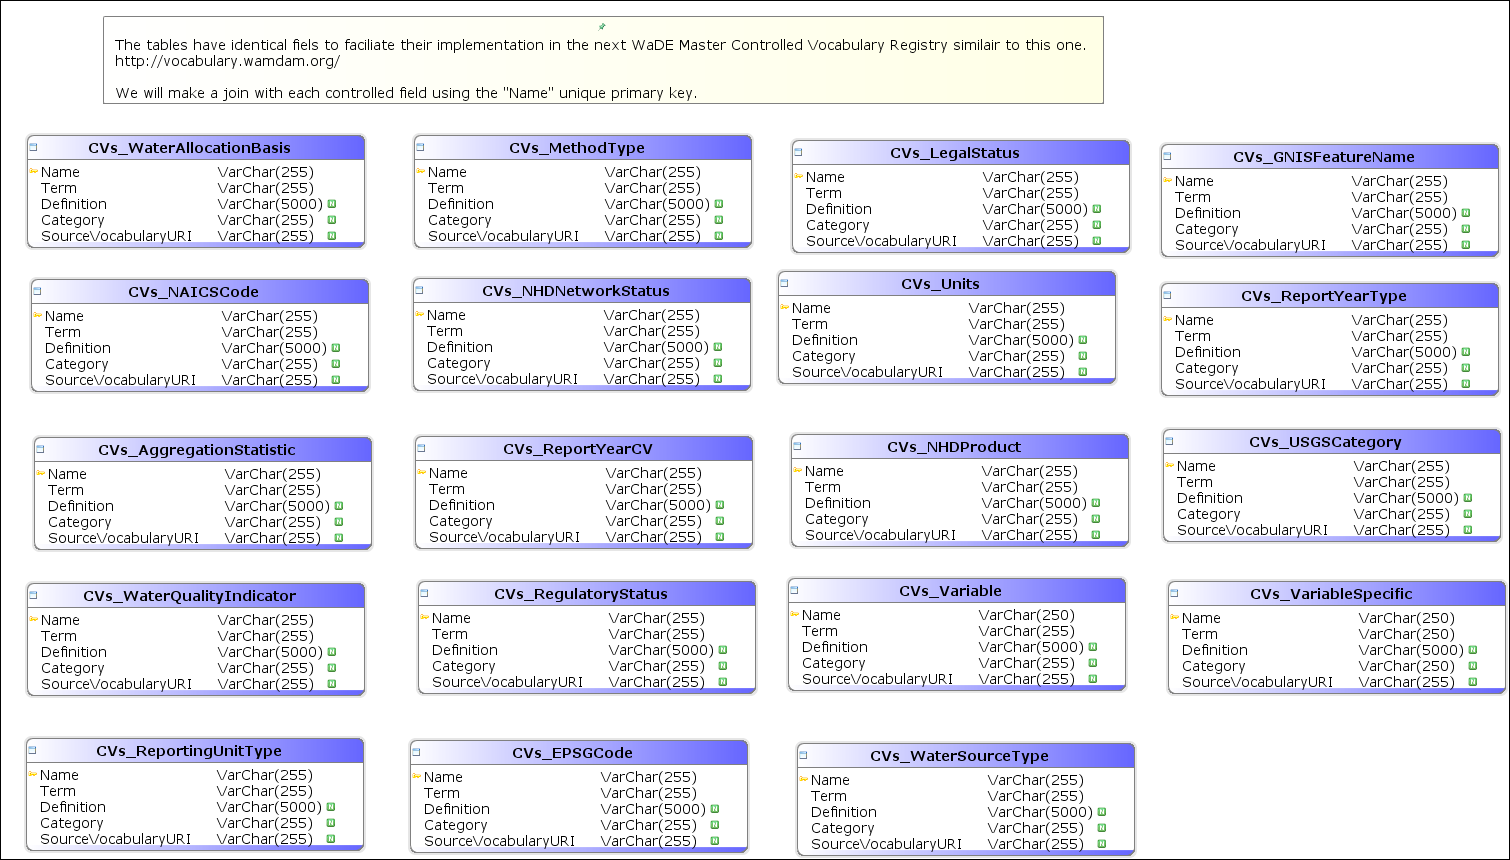 The tables have identical fiels to faciliate their implementation in the next WaDE Master Controlled Vocabulary Registry similair to this one.
http://vocabulary.wamdam.org/
We will make a join with each controlled field using the "Name" unique primary key.
CVs_WaterAllocationBasis
Name VarChar(255)
Term VarChar(255)
Definition VarChar(5000) N
Category VarChar(255) N
SourceVocabularyURI VarChar(255) N
CVs_MethodType
Name VarChar(255)
Term VarChar(255)
Definition VarChar(5000) N
Category VarChar(255) N
SourceVocabularyURI VarChar(255) N
CVs_LegalStatus
Name VarChar(255)
Term VarChar(255)
Definition VarChar(5000) N
Category VarChar(255) N
SourceVocabularyURI VarChar(255) N
CVs_GNISFeatureName
Name VarChar(255)
Term VarChar(255)
Definition VarChar(5000) N
Category VarChar(255) N
SourceVocabularyURI VarChar(255) N
CVs_NAICSCode
Name VarChar(255)
Term VarChar(255)
Definition VarChar(5000) N
Category VarChar(255) N
SourceVocabularyURI VarChar(255) N
CVs_NHDNetworkStatus
Name VarChar(255)
Term VarChar(255)
Definition VarChar(5000) N
Category VarChar(255) N
SourceVocabularyURI VarChar(255) N
CVs_Units
Name VarChar(255)
Term VarChar(255)
Definition VarChar(5000) N
Category VarChar(255) N
SourceVocabularyURI VarChar(255) N
CVs_ReportYearType
Name VarChar(255)
Term VarChar(255)
Definition VarChar(5000) N
Category VarChar(255) N
SourceVocabularyURI VarChar(255) N
CVs_AggregationStatistic
Name VarChar(255)
Term VarChar(255)
Definition VarChar(5000) N
Category VarChar(255) N
SourceVocabularyURI VarChar(255) N
CVs_ReportYearCV
Name VarChar(255)
Term VarChar(255)
Definition VarChar(5000) N
Category VarChar(255) N
SourceVocabularyURI VarChar(255) N
CVs_NHDProduct
Name VarChar(255)
Term VarChar(255)
Definition VarChar(5000) N
Category VarChar(255) N
SourceVocabularyURI VarChar(255) N
CVs_USGSCategory
Name VarChar(255)
Term VarChar(255)
Definition VarChar(5000) N
Category VarChar(255) N
SourceVocabularyURI VarChar(255) N
CVs_WaterQualityIndicator
Name VarChar(255)
Term VarChar(255)
Definition VarChar(5000) N
Category VarChar(255) N
SourceVocabularyURI VarChar(255) N
CVs_RegulatoryStatus
Name VarChar(255)
Term VarChar(255)
Definition VarChar(5000) N
Category VarChar(255) N
SourceVocabularyURI VarChar(255) N
CVs_Variable
Name VarChar(250)
Term VarChar(255)
Definition VarChar(5000) N
Category VarChar(255) N
SourceVocabularyURI VarChar(255) N
CVs_VariableSpecific
Name VarChar(250)
Term VarChar(250)
Definition VarChar(5000) N
Category VarChar(250) N
SourceVocabularyURI VarChar(255) N
CVs_ReportingUnitType
Name VarChar(255)
Term VarChar(255)
Definition VarChar(5000) N
Category VarChar(255) N
SourceVocabularyURI VarChar(255) N
CVs_EPSGCode
Name VarChar(255)
Term VarChar(255)
Definition VarChar(5000) N
Category VarChar(255) N
SourceVocabularyURI VarChar(255) N
CVs_WaterSourceType
Name VarChar(255)
Term VarChar(255)
Definition VarChar(5000) N
Category VarChar(255) N
SourceVocabularyURI VarChar(255) N